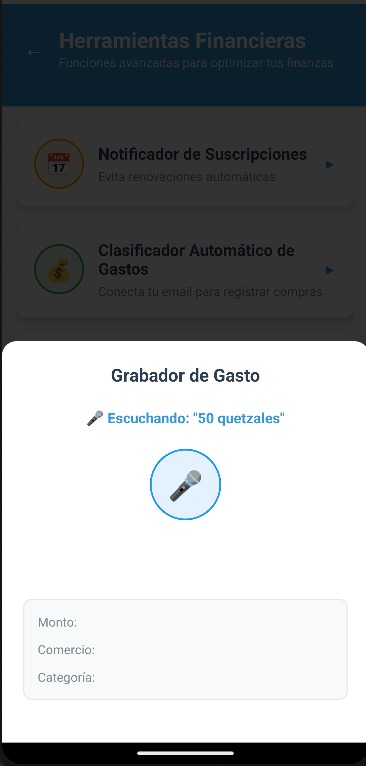 ←
Herramientas Financieras
Funciones avanzadas para optimizar tus finanzas
17
Notificador de Suscripciones
Evita renovaciones automáticas
Clasificador Automático de
Gastos
Conecta tu email para registrar compras
Grabador de Gasto
🎤 Escuchando: "50 quetzales"
Monto:
Comercio:
Categoría: